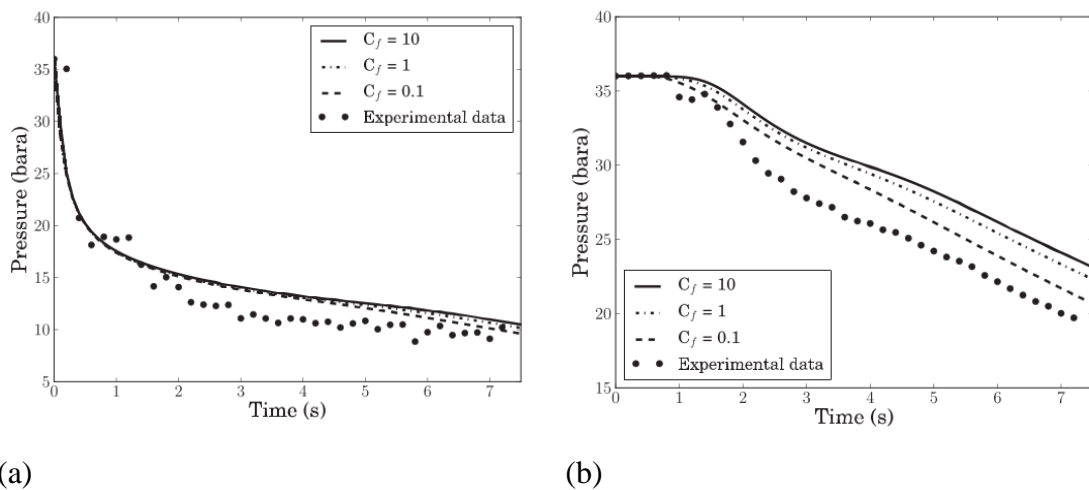 40
35
30
25
20
15
10
5
Pressure (bara)
C_f = 10
C_f = 1
C_f = 0.1
Experimental data
0 1 2 3 4 5 6 7
Time (s)
(a)
40
35
30
25
20
15
Pressure (bara)
C_f = 10
C_f = 1
C_f = 0.1
Experimental data
0 1 2 3 4 5 6 7
Time (s)
(b)